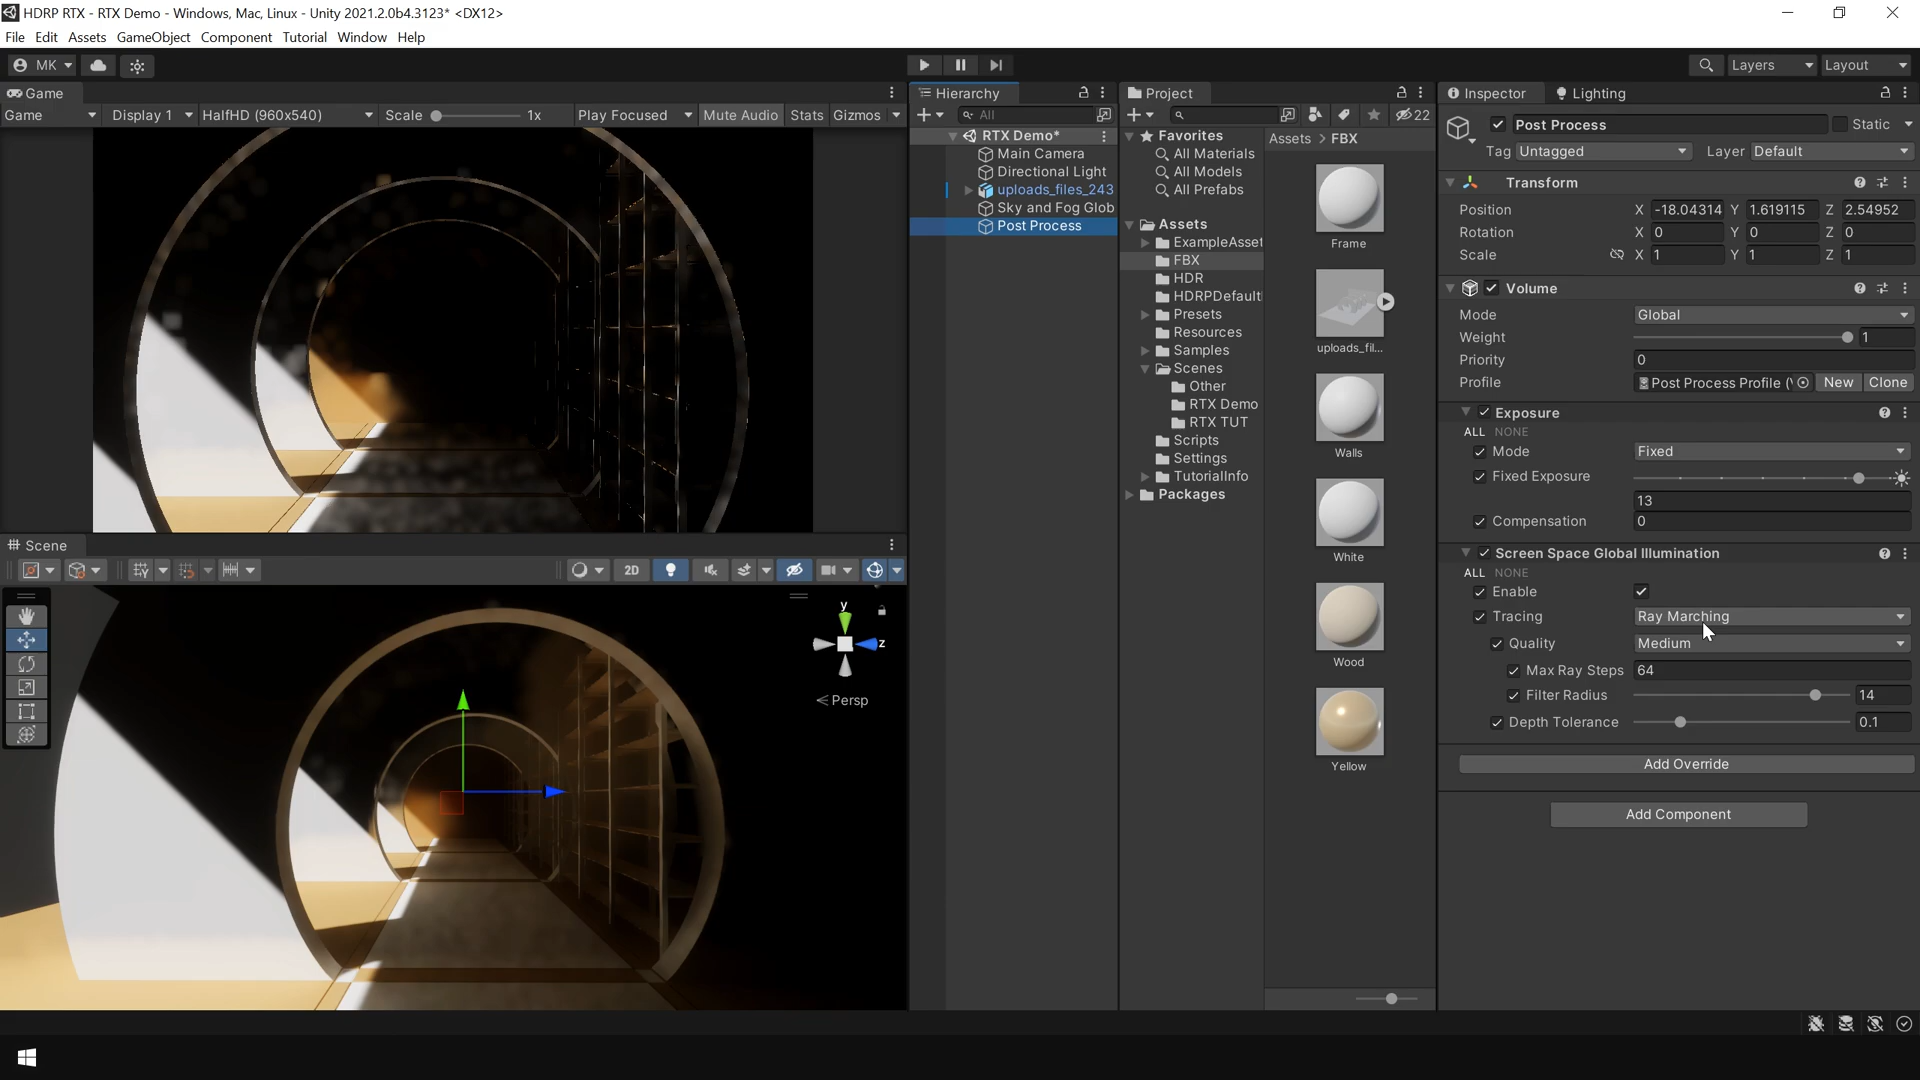 HDRP RTX - RTX Demo - Windows, Mac, Linux - Unity 2021.2.0b4.3123* <DX12>
File Edit Assets GameObject Component Tutorial Window Help
MK
Layers Layout
Game
Game Display 1 HalfHD (960x540) Scale 1x Play Focused Mute Audio Stats Gizmos
Scene
2D
y
z
Persp
Hierarchy
All
RTX Demo*
Main Camera
Directional Light
uploads_files_243
Sky and Fog Glob
Post Process
Project
22
Favorites
All Materials
All Models
All Prefabs
Assets
ExampleAsset
FBX
HDR
HDRPDefault
Presets
Resources
Samples
Scenes
Other
RTX Demo
RTX TUT
Scripts
Settings
TutorialInfo
Packages
Assets > FBX
Frame
uploads_fil...
Walls
White
Wood
Yellow
Inspector Lighting
Post Process Static
Tag Untagged Layer Default
Transform
Position X -18.04314 Y 1.619115 Z 2.54952
Rotation X 0 Y 0 Z 0
Scale X 1 Y 1 Z 1
Volume
Mode Global
Weight 1
Priority 0
Profile Post Process Profile (V New Clone
Exposure
ALL NONE
Mode Fixed
Fixed Exposure
13
Compensation 0
Screen Space Global Illumination
ALL NONE
Enable
Tracing Ray Marching
Quality Medium
Max Ray Steps 64
Filter Radius 14
Depth Tolerance 0.1
Add Override
Add Component